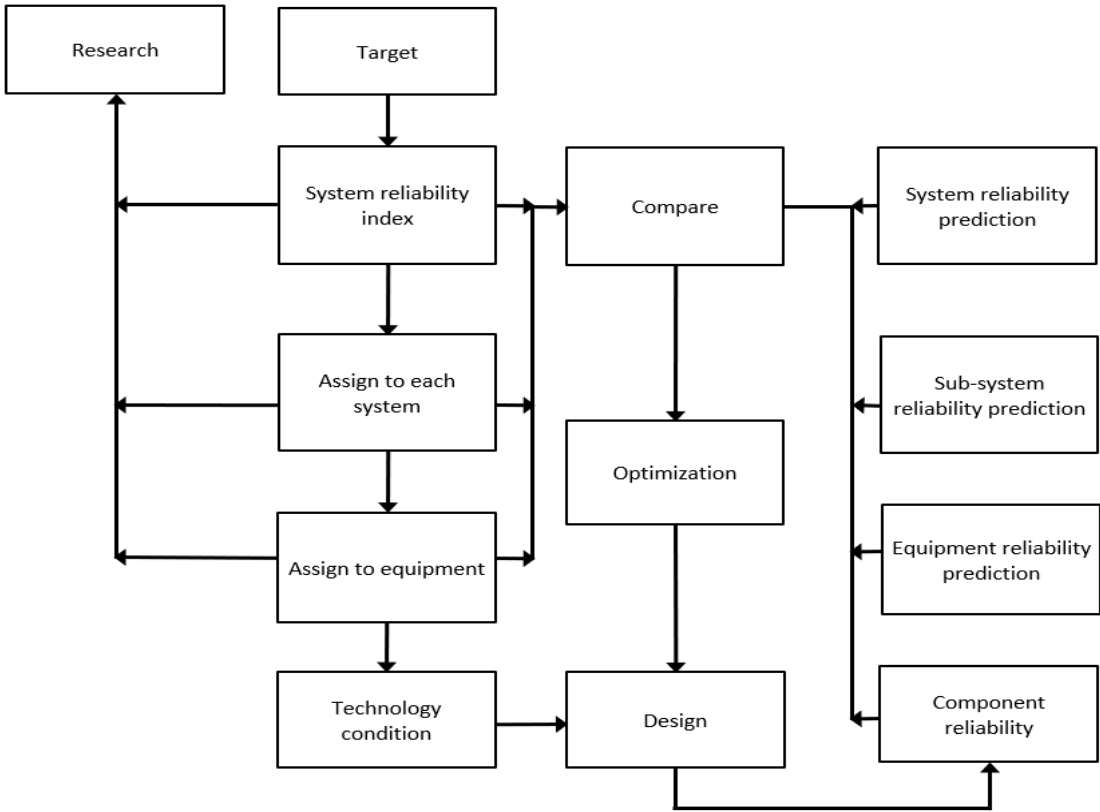 Research
Target
System reliability
index
Compare
System reliability
prediction
Assign to each
system
Sub-system
reliability prediction
Optimization
Assign to equipment
Equipment reliability
prediction
Technology
condition
Design
Component
reliability